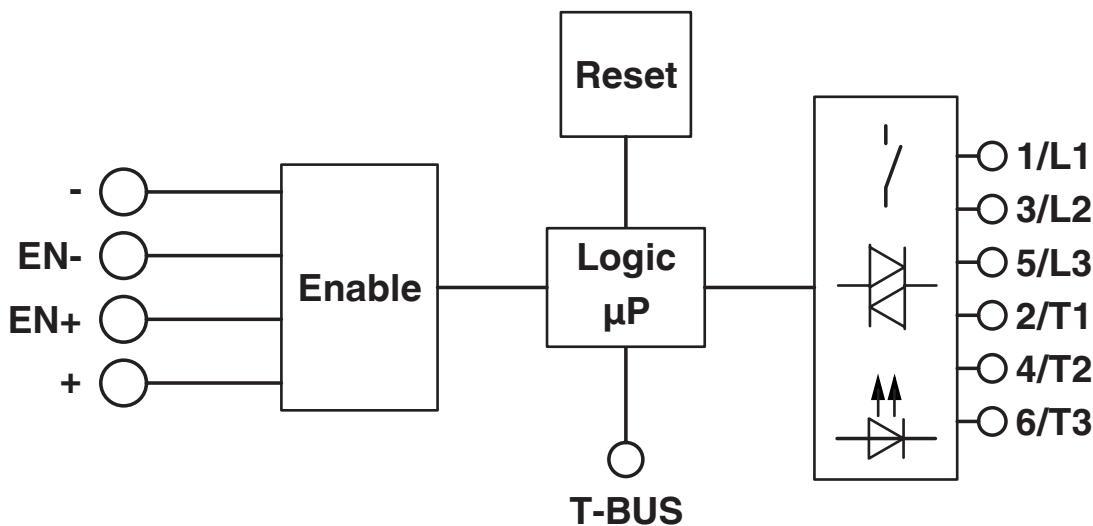 Reset
-
EN-
EN+
+
Enable
Logic
µP
T-BUS
1/L1
3/L2
5/L3
2/T1
4/T2
6/T3